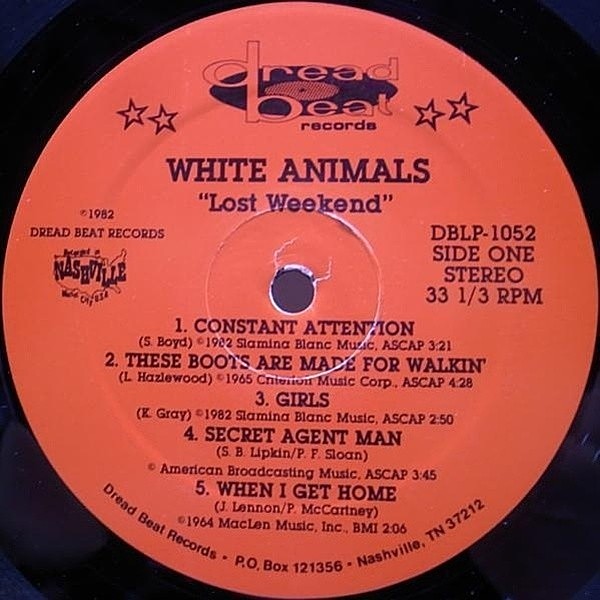 dread
beat
records
WHITE ANIMALS
"Lost Weekend"
©1982
DREAD BEAT RECORDS
Recorded in
NASHVILLE
Music City U.S.A.
DBLP-1052
SIDE ONE
STEREO
33 1/3 RPM
1. CONSTANT ATTENTION
(S. Boyd) ©1982 Slamina Blanc Music, ASCAP 3:21
2. THESE BOOTS ARE MADE FOR WALKIN'
(L. Hazlewood) ©1965 Criterion Music Corp., ASCAP 4:28
3. GIRLS
(K. Gray) ©1982 Slamina Blanc Music, ASCAP 2:50
4. SECRET AGENT MAN
(S. B. Lipkin/P. F. Sloan)
© American Broadcasting Music, ASCAP 3:45
5. WHEN I GET HOME
(J. Lennon/P. McCartney)
©1964 MacLen Music, Inc., BMI 2:06
Dread Beat Records • P.O. Box 121356 • Nashville, TN 37212